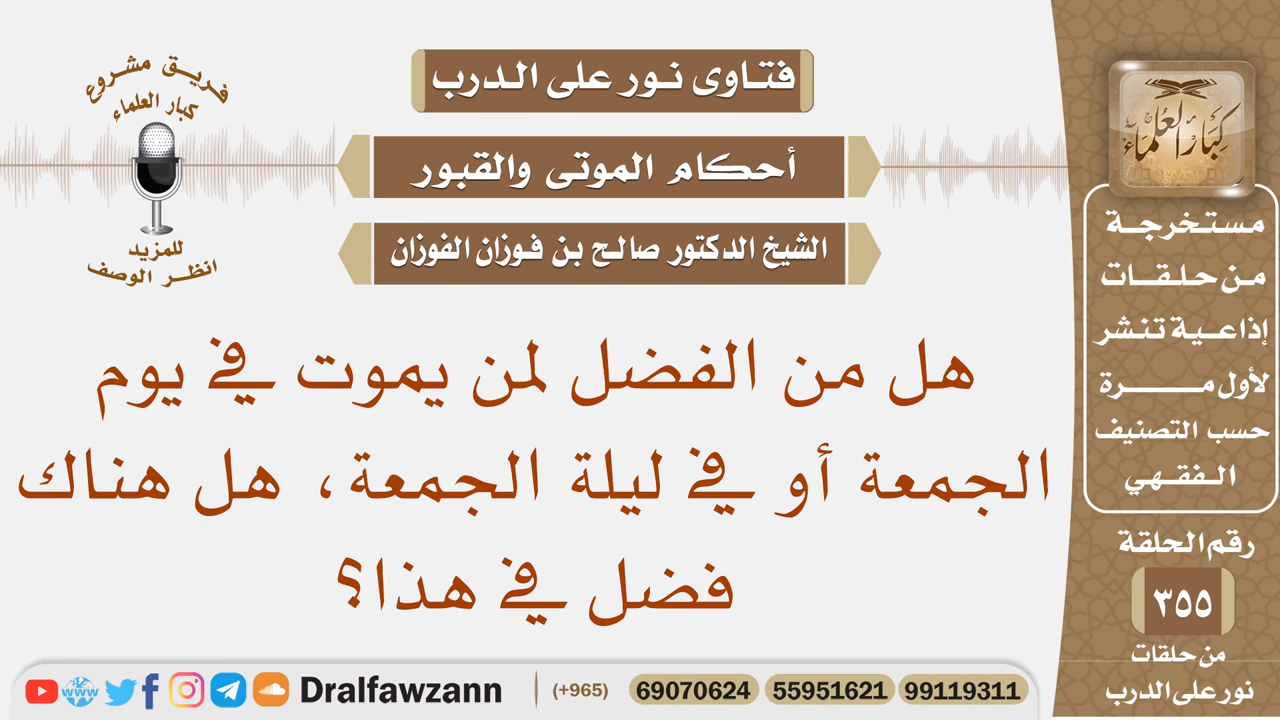 فتاوى نور على الدرب
أحكام الموتى والقبور
الشيخ الدكتور صالح بن فوزان الفوزان
فريق مشروع
كبار العلماء
للمزيد
انظر الوصف
هل من الفضل لمن يموت في يوم
الجمعة أو في ليلة الجمعة، هل هناك
فضل في هذا؟
كبار العلماء
مستخرجة
من حلقات
إذاعية تنشر
لأول مرة
حسب التصنيف
الفقهي
رقم الحلقة
٣٥٥
من حلقات
نور على الدرب
www Dralfawzann (+965) 69070624 55951621 99119311